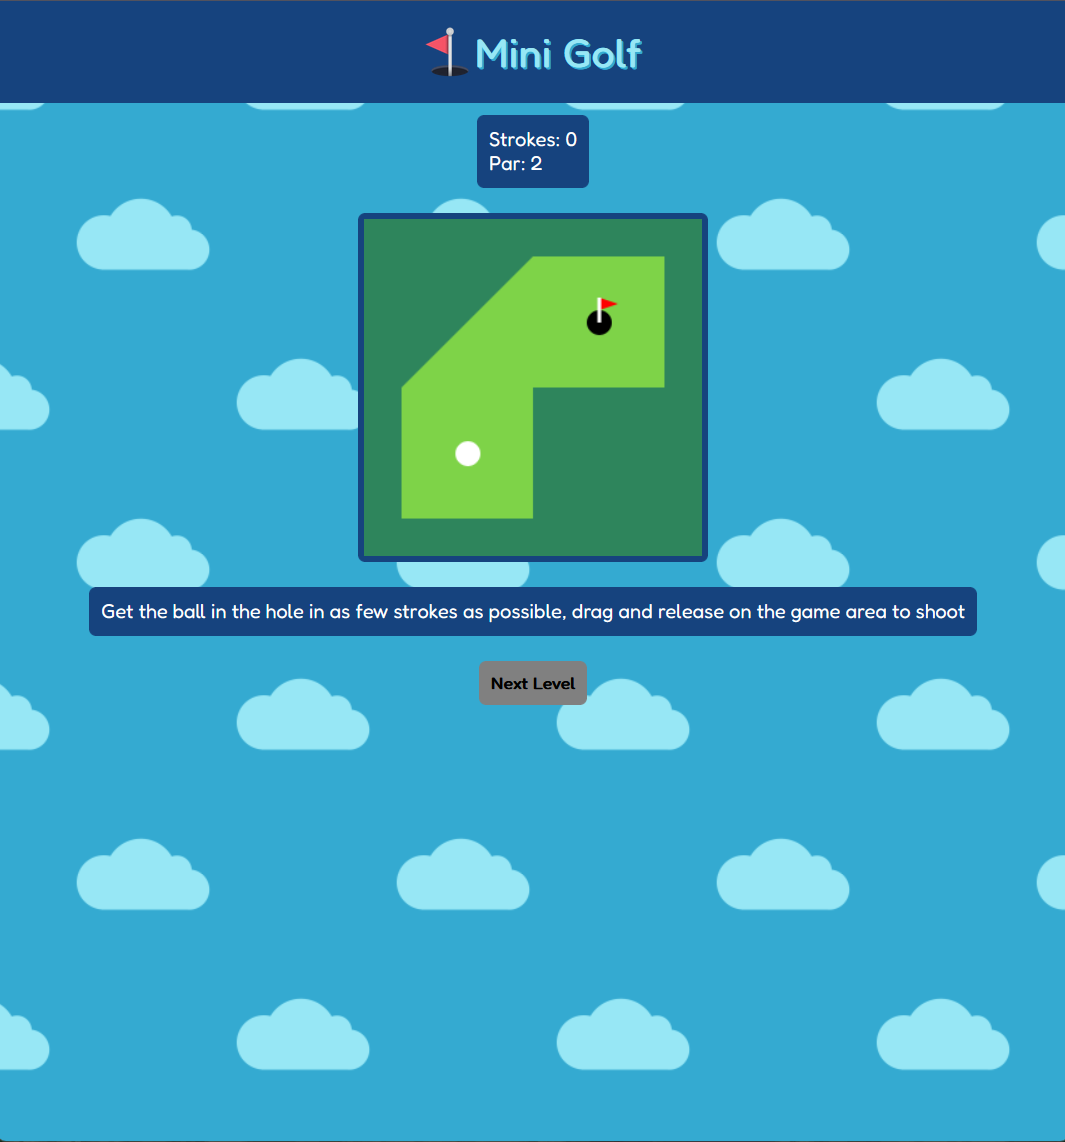 Mini Golf
Strokes: 0
Par: 2
Get the ball in the hole in as few strokes as possible, drag and release on the game area to shoot
Next Level